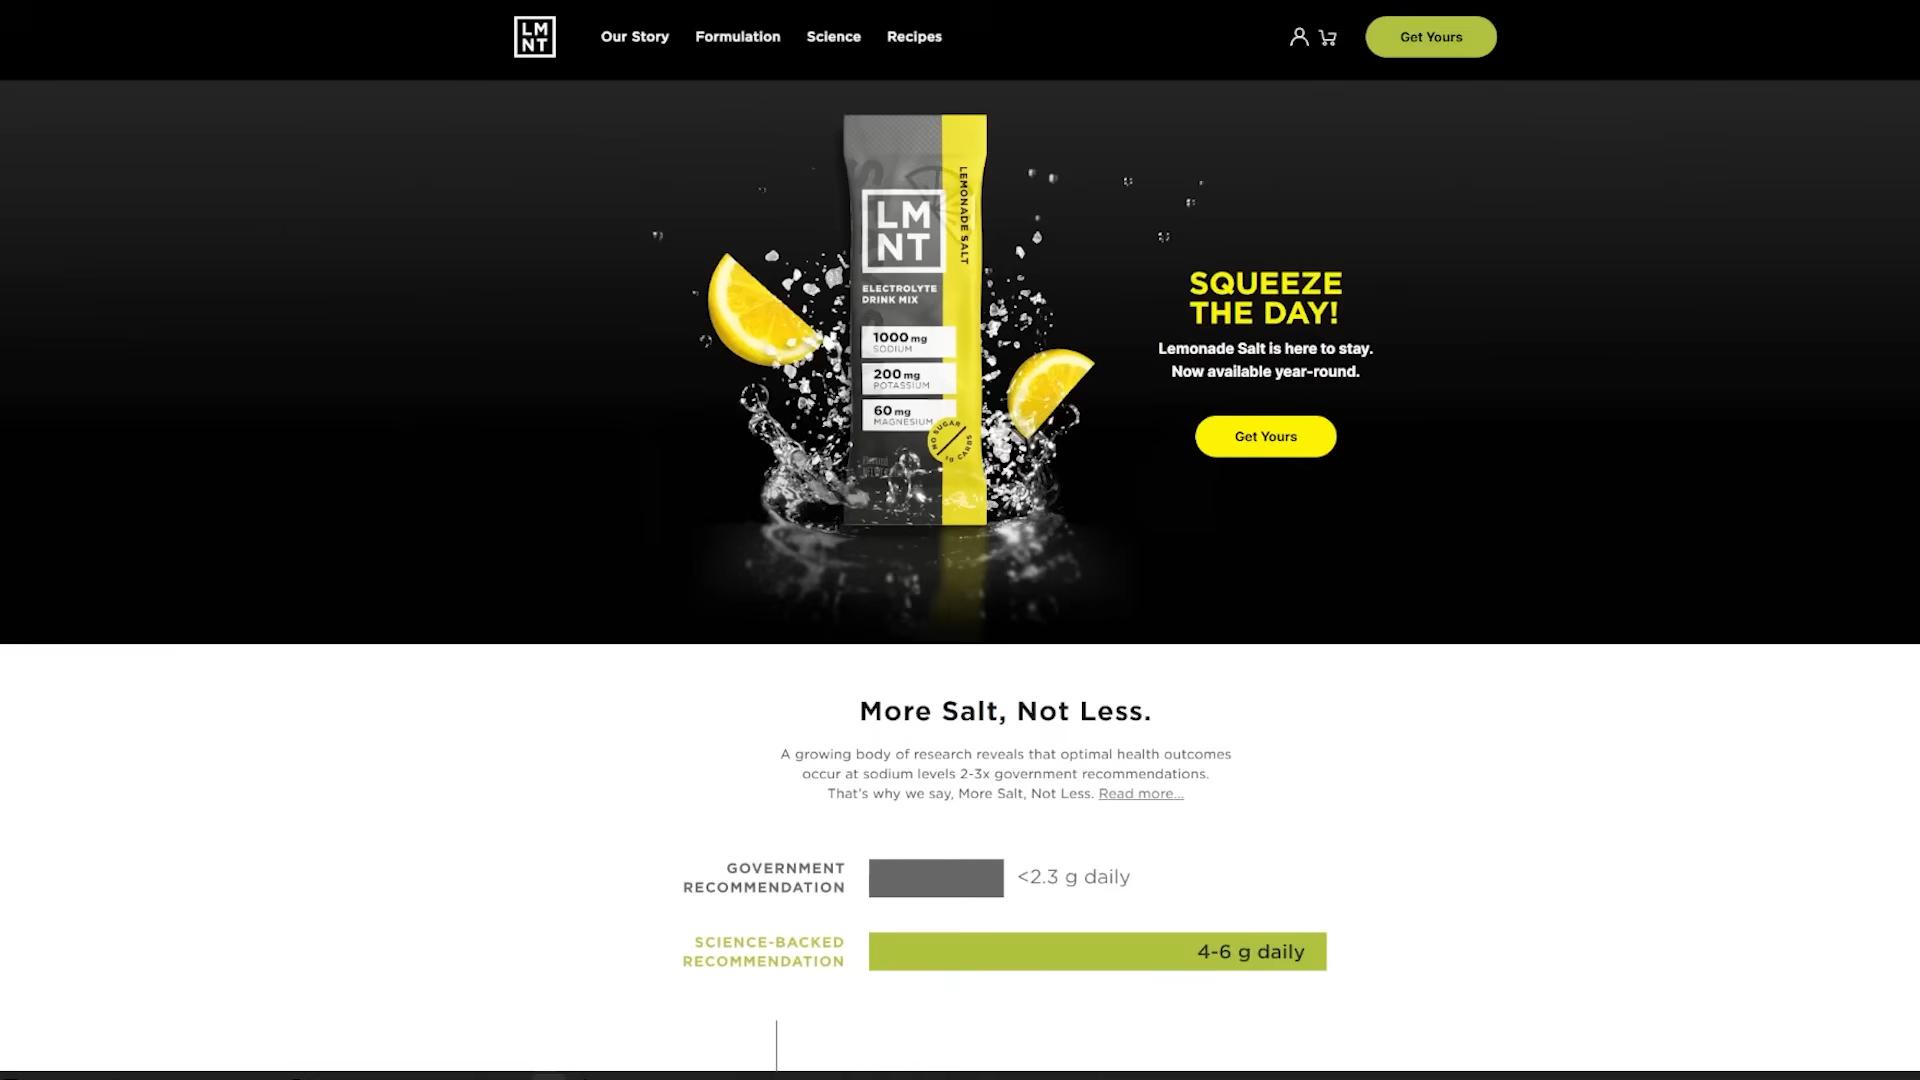 LM
NT
Our Story
Formulation
Science
Recipes
Get Yours
LEMONADE SALT
LM
NT
ELECTROLYTE
DRINK MIX
1000 mg
SODIUM
200 mg
POTASSIUM
60 mg
MAGNESIUM
NO SUGAR
SQUEEZE
THE DAY!
Lemonade Salt is here to stay.
Now available year-round.
Get Yours
More Salt, Not Less.
A growing body of research reveals that optimal health outcomes
occur at sodium levels 2-3x government recommendations.
That's why we say, More Salt, Not Less. Read more...
GOVERNMENT
RECOMMENDATION
<2.3 g daily
SCIENCE-BACKED
RECOMMENDATION
4-6 g daily